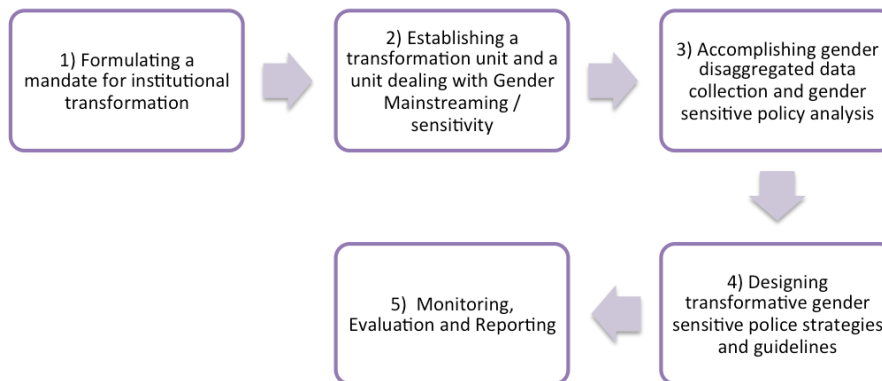 1) Formulating a
mandate for institutional
transformation
2) Establishing a
transformation unit and a
unit dealing with Gender
Mainstreaming /
sensitivity
3) Accomplishing gender
disaggregated data
collection and gender
sensitive policy analysis
4) Designing
transformative gender
sensitive police strategies
and guidelines
5) Monitoring,
Evaluation and Reporting